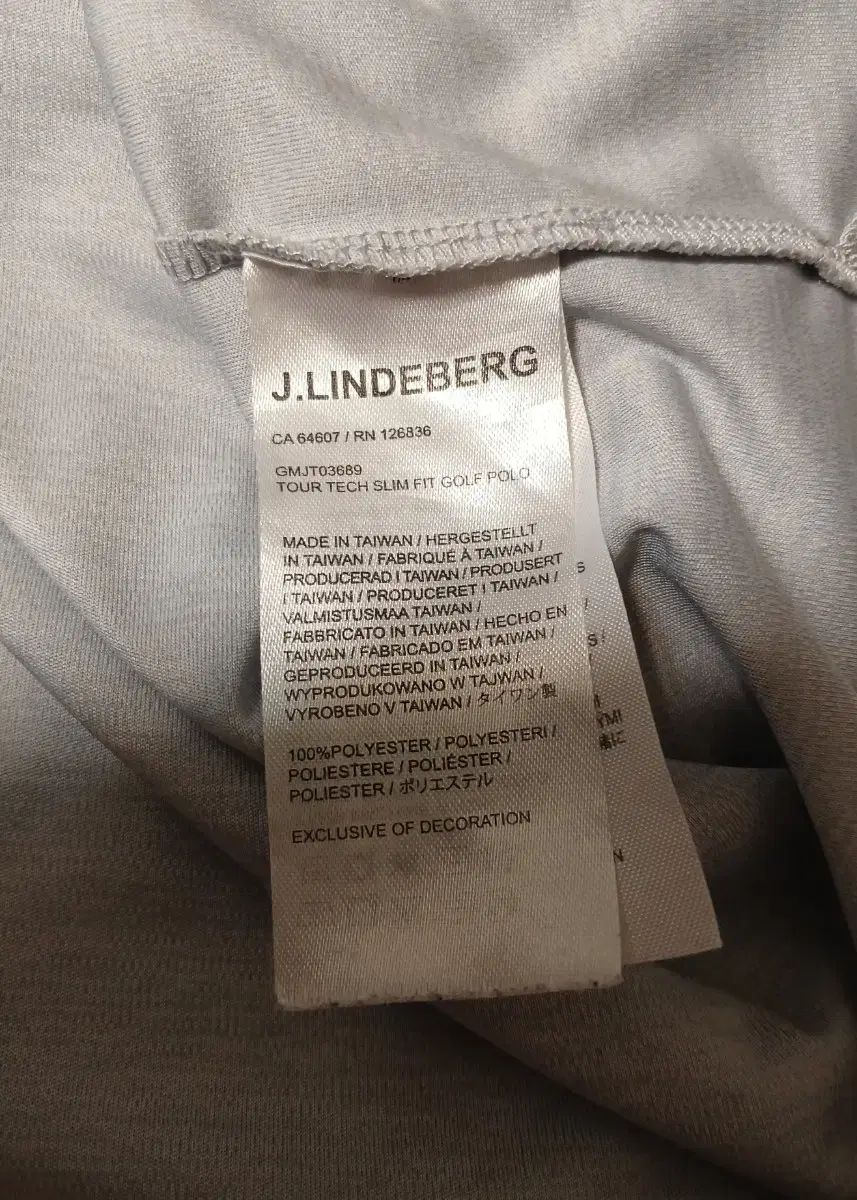 J.LINDEBERG
CA 64607 / RN 126836
GMJT03689
TOUR TECH SLIM FIT GOLF POLO
MADE IN TAIWAN / HERGESTELLT
IN TAIWAN / FABRIQUÉ À TAIWAN /
PRODUCERAD I TAIWAN / PRODUSERT
I TAIWAN / PRODUCERET I TAIWAN /
VALMISTUSMAA TAIWAN /
FABBRICATO IN TAIWAN / HECHO EN
TAIWAN / FABRICADO EM TAIWAN /
GEPRODUCEERD IN TAIWAN /
WYPRODUKOWANO W TAJWAN /
VYROBENO V TAIWAN / タイワン製
100%POLYESTER / POLYESTERI /
POLIESTERE / POLIÉSTER /
POLIESTER / ポリエステル
EXCLUSIVE OF DECORATION